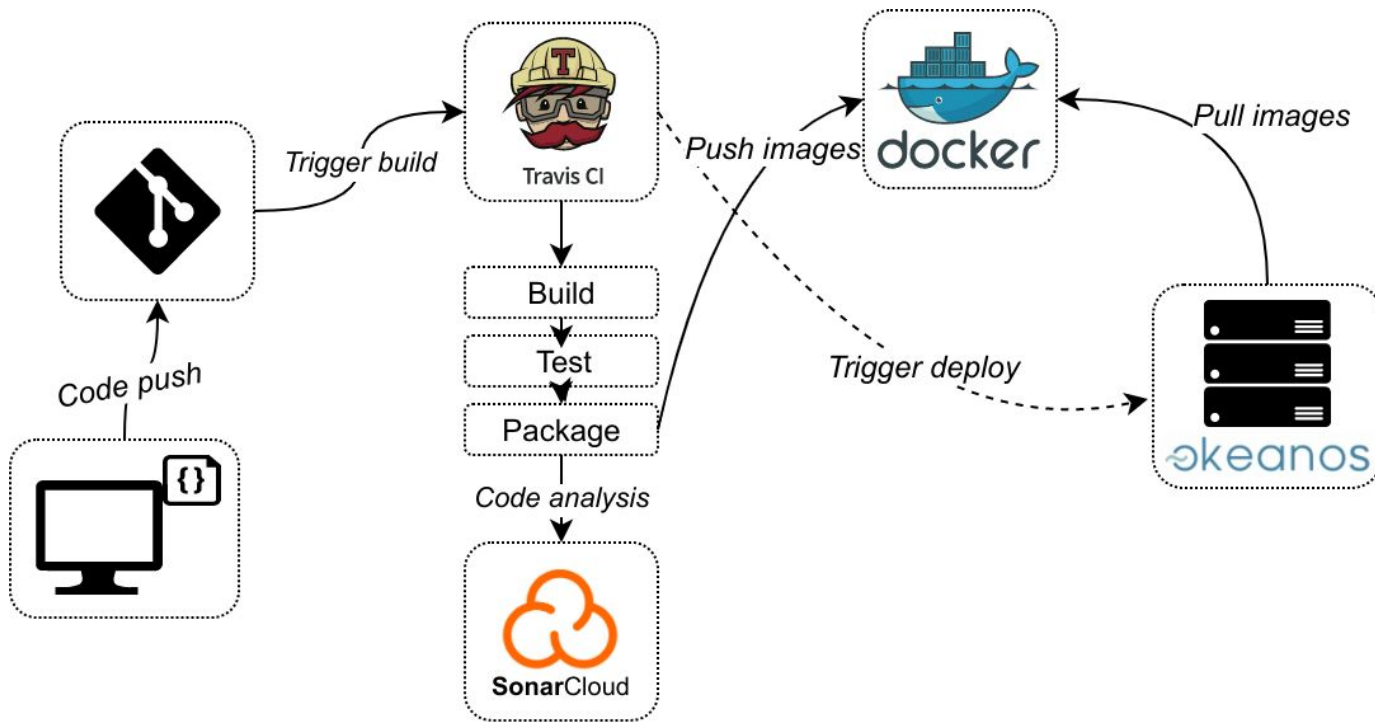 T
Travis CI
docker
Pull images
Push images
Trigger build
Build
Test
Trigger deploy
Code push
Package
okeanos
{}
Code analysis
SonarCloud